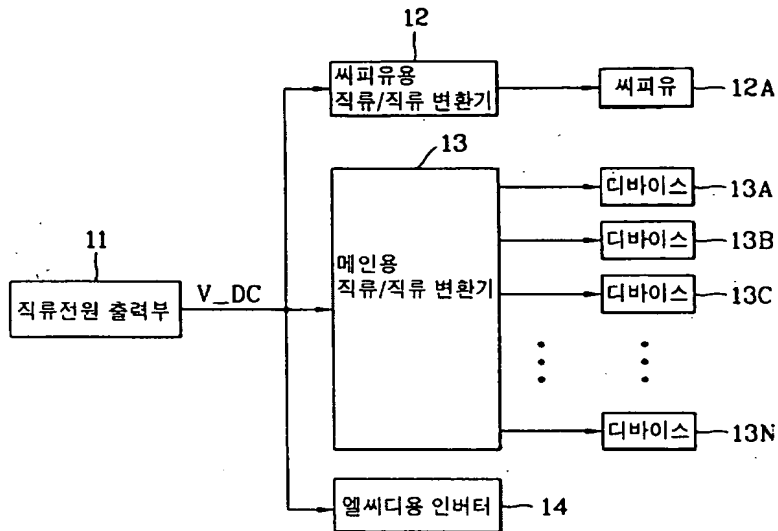 12
씨피유용
직류/직류 변환기
씨피유
12A
13
메인용
직류/직류 변환기
디바이스
13A
디바이스
13B
디바이스
13C
디바이스
13N
11
직류전원 출력부
V_DC
엘씨디용 인버터
14